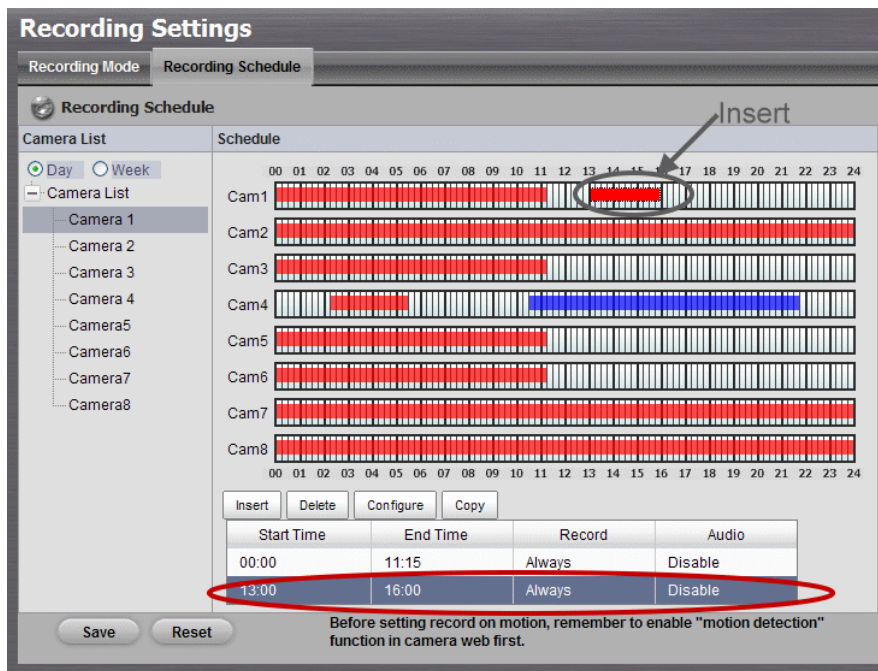 Recording Settings
Recording Mode Recording Schedule
Recording Schedule
Insert
Camera List Schedule
Day Week
Camera List
Camera 1
Camera 2
Camera 3
Camera 4
Camera5
Camera6
Camera7
Camera8
00 01 02 03 04 05 06 07 08 09 10 11 12 13 14 15 16 17 18 19 20 21 22 23 24
Cam1
Cam2
Cam3
Cam4
Cam5
Cam6
Cam7
Cam8
00 01 02 03 04 05 06 07 08 09 10 11 12 13 14 15 16 17 18 19 20 21 22 23 24
Insert Delete Configure Copy
Start Time End Time Record Audio
00:00 11:15 Always Disable
13:00 16:00 Always Disable
Save Reset
Before setting record on motion, remember to enable "motion detection"
function in camera web first.